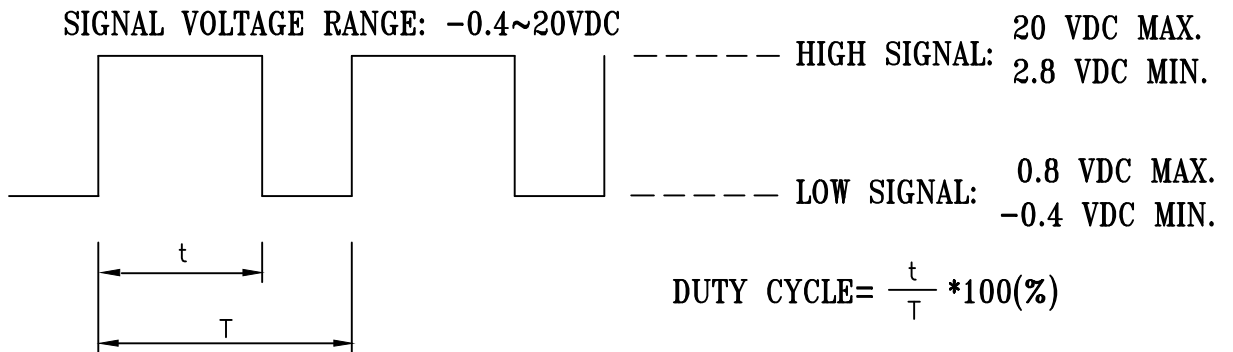 SIGNAL VOLTAGE RANGE: -0.4~20VDC
HIGH SIGNAL: 20 VDC MAX.
2.8 VDC MIN.
LOW SIGNAL: 0.8 VDC MAX.
-0.4 VDC MIN.
t
T
DUTY CYCLE= t/T *100(%)